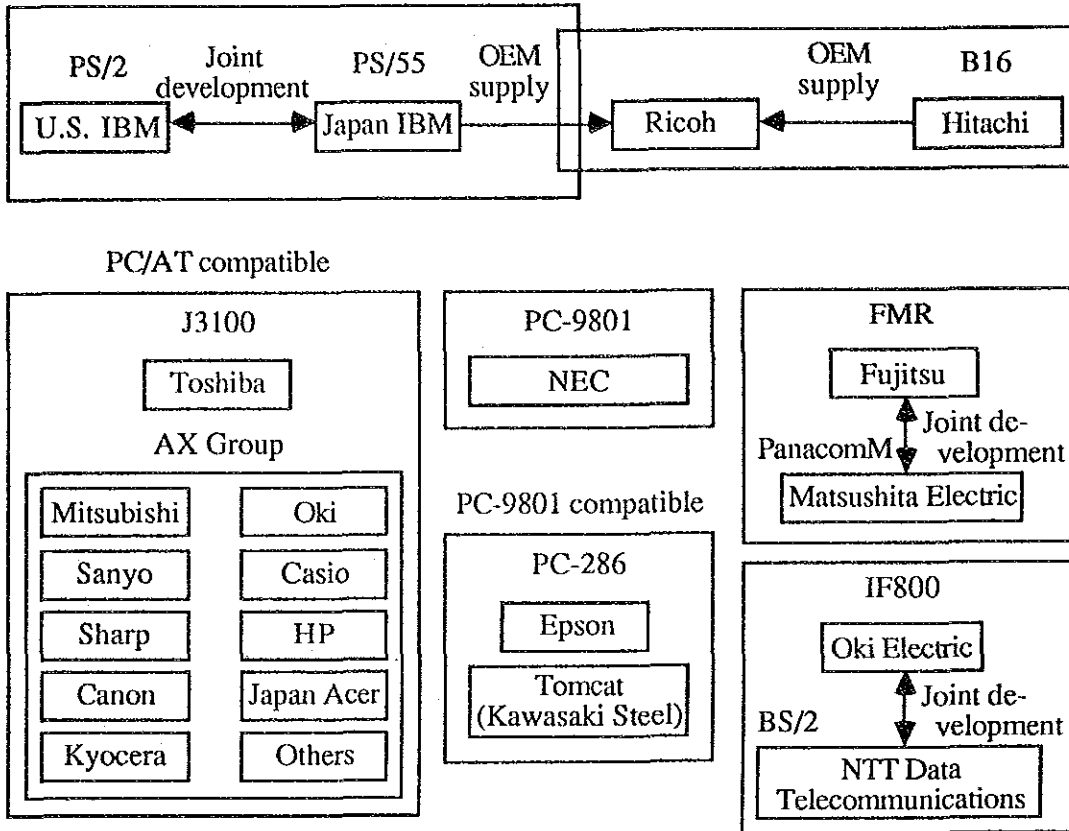 PS/2
Joint
development
PS/55
OEM
supply
OEM
supply
B16
U.S. IBM
Japan IBM
Ricoh
Hitachi
PC/AT compatible
J3100
Toshiba
AX Group
Mitsubishi
Oki
Sanyo
Casio
Sharp
HP
Canon
Japan Acer
Kyocera
Others
PC-9801
NEC
PC-9801 compatible
PC-286
Epson
Tomcat
(Kawasaki Steel)
FMR
Fujitsu
Joint de-
velopment
PanacomM
Matsushita Electric
IF800
Oki Electric
Joint de-
velopment
BS/2
NTT Data
Telecommunications